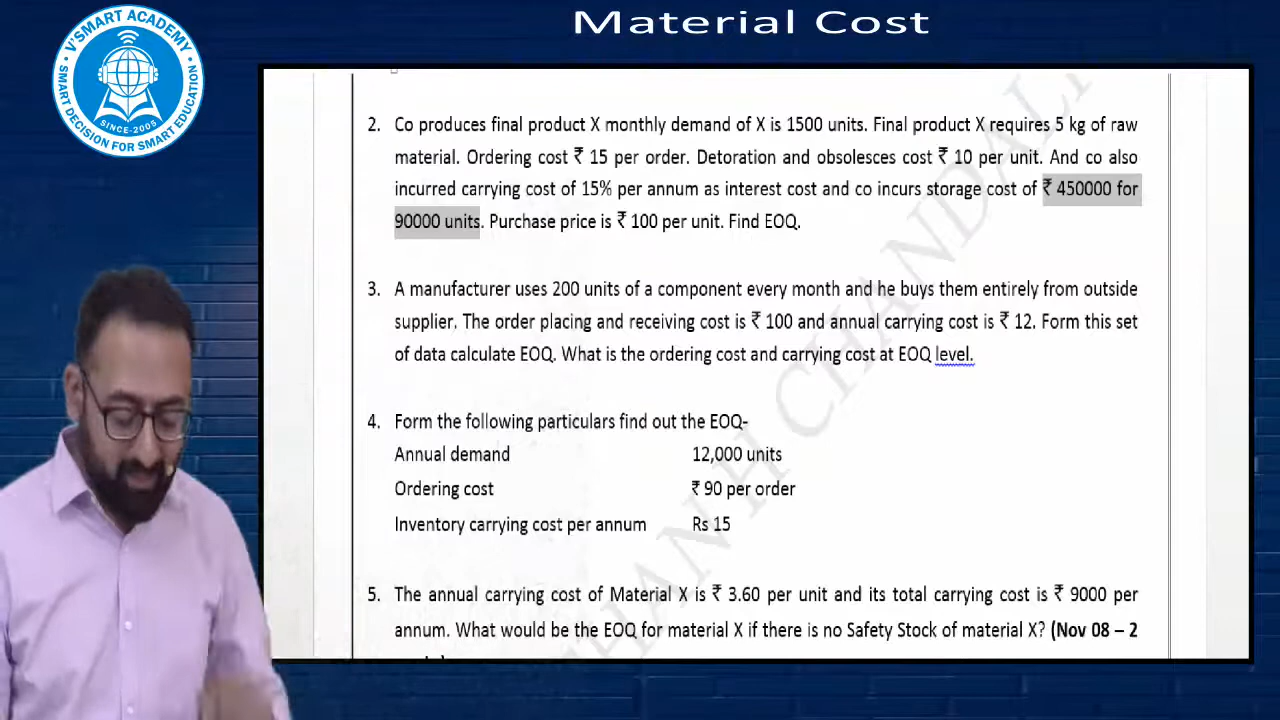 Material Cost
V'SMART ACADEMY
SMART DECISION FOR SMART EDUCATION
SINCE-2005
2. Co produces final product X monthly demand of X is 1500 units. Final product X requires 5 kg of raw
material. Ordering cost ₹ 15 per order. Detoration and obsolesces cost ₹ 10 per unit. And co also
incurred carrying cost of 15% per annum as interest cost and co incurs storage cost of ₹ 450000 for
90000 units. Purchase price is ₹ 100 per unit. Find EOQ.
3. A manufacturer uses 200 units of a component every month and he buys them entirely from outside
supplier. The order placing and receiving cost is ₹ 100 and annual carrying cost is ₹ 12. Form this set
of data calculate EOQ. What is the ordering cost and carrying cost at EOQ level.
4. Form the following particulars find out the EOQ-
Annual demand 12,000 units
Ordering cost ₹ 90 per order
Inventory carrying cost per annum Rs 15
5. The annual carrying cost of Material X is ₹ 3.60 per unit and its total carrying cost is ₹ 9000 per
annum. What would be the EOQ for material X if there is no Safety Stock of material X? (Nov 08 – 2